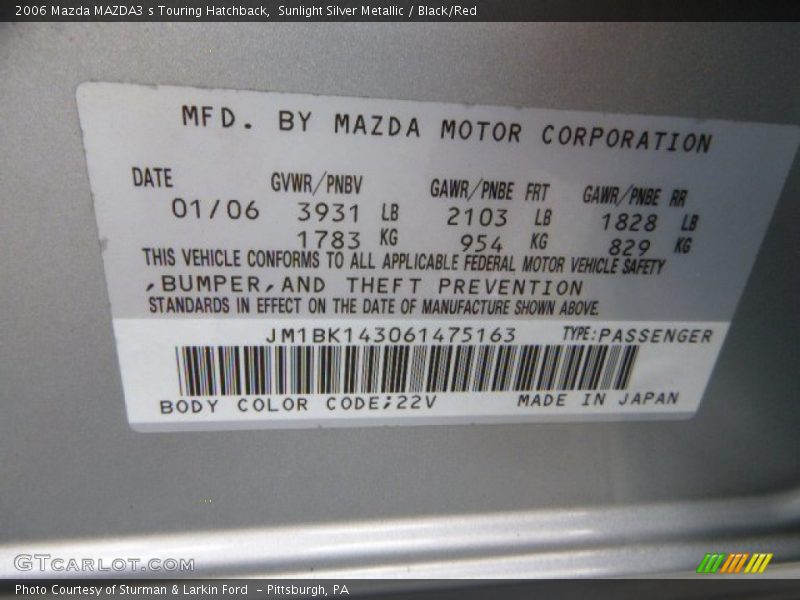 2006 Mazda MAZDA3 s Touring Hatchback,  Sunlight Silver Metallic / Black/Red
MFD. BY MAZDA MOTOR CORPORATION
DATE GVWR/PNBV GAWR/PNBE FRT GAWR/PNBE RR
01/06 3931 LB 2103 LB 1828 LB
1783 KG 954 KG 829 KG
THIS VEHICLE CONFORMS TO ALL APPLICABLE FEDERAL MOTOR VEHICLE SAFETY
,BUMPER,AND THEFT PREVENTION
STANDARDS IN EFFECT ON THE DATE OF MANUFACTURE SHOWN ABOVE.
JM1BK143061475163 TYPE:PASSENGER
BODY COLOR CODE;22V MADE IN JAPAN
GTCARLOT.COM
Photo Courtesy of Sturman & Larkin Ford  - Pittsburgh, PA